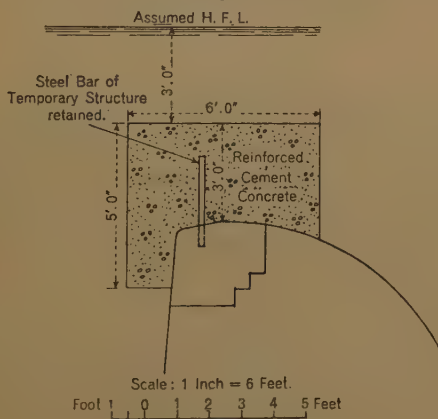 Assumed H. F. L.
3'. 0"
Steel Bar of
Temporary Structure
retained.
6'. 0"
5'. 0"
3'. 0"
Reinforced
Cement
Concrete.
Scale: 1 Inch = 6 Feet.
Foot 1 0 1 2 3 4 5 Feet